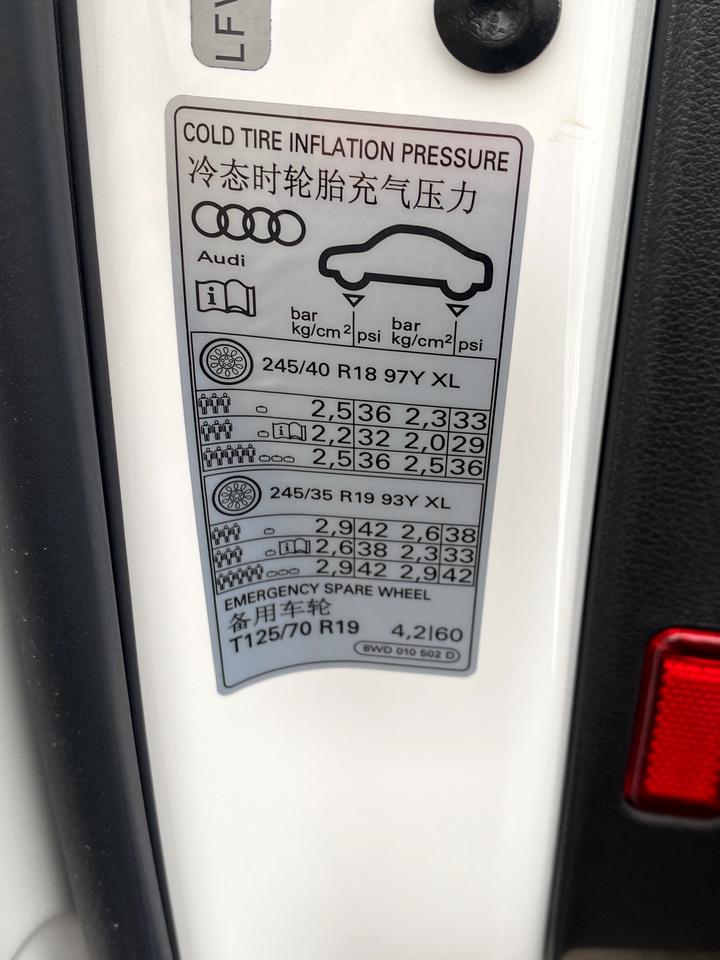 LFV
COLD TIRE INFLATION PRESSURE
冷态时轮胎充气压力
Audi
bar psi bar psi
kg/cm² kg/cm²
245/40 R18 97Y XL
2,5 36 2,3 33
i 2,2 32 2,0 29
2,5 36 2,5 36
245/35 R19 93Y XL
2,9 42 2,6 38
i 2,6 38 2,3 33
2,9 42 2,9 42
EMERGENCY SPARE WHEEL
备用车轮
T125/70 R19 4,2|60
8WD 010 502 D